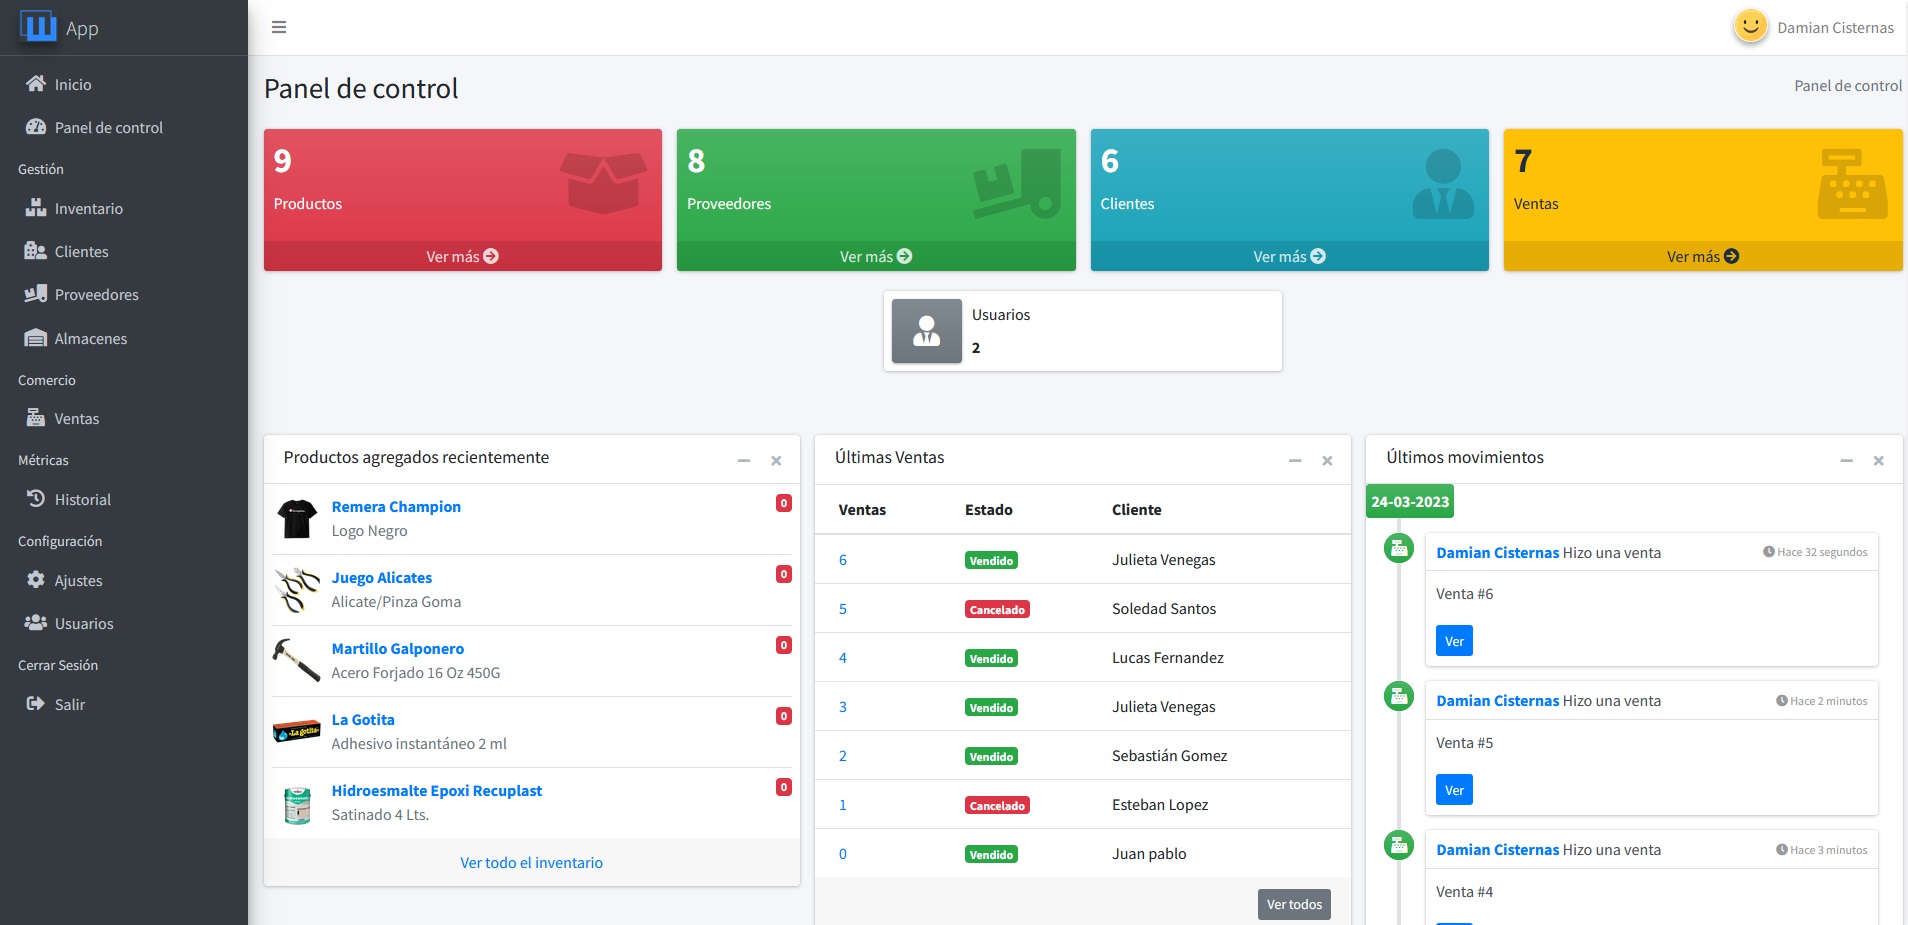 App
Damian Cisternas
Inicio
Panel de control
Gestión
Inventario
Clientes
Proveedores
Almacenes
Comercio
Ventas
Métricas
Historial
Configuración
Ajustes
Usuarios
Cerrar Sesión
Salir
Panel de control
Panel de control
9
Productos
Ver más
8
Proveedores
Ver más
6
Clientes
Ver más
7
Ventas
Ver más
Usuarios
2
Productos agregados recientemente
Remera Champion
0
Logo Negro
Juego Alicates
0
Alicate/Pinza Goma
Martillo Galponero
0
Acero Forjado 16 Oz 450G
La Gotita
0
Adhesivo instantáneo 2 ml
La gotita
Hidroesmalte Epoxi Recuplast
0
Satinado 4 Lts.
Ver todo el inventario
Últimas Ventas
Ventas Estado Cliente
6 Vendido Julieta Venegas
5 Cancelado Soledad Santos
4 Vendido Lucas Fernandez
3 Vendido Julieta Venegas
2 Vendido Sebastián Gomez
1 Cancelado Esteban Lopez
0 Vendido Juan pablo
Ver todos
Últimos movimientos
24-03-2023
Damian Cisternas Hizo una venta Hace 32 segundos
Venta #6
Ver
Damian Cisternas Hizo una venta Hace 2 minutos
Venta #5
Ver
Damian Cisternas Hizo una venta Hace 3 minutos
Venta #4